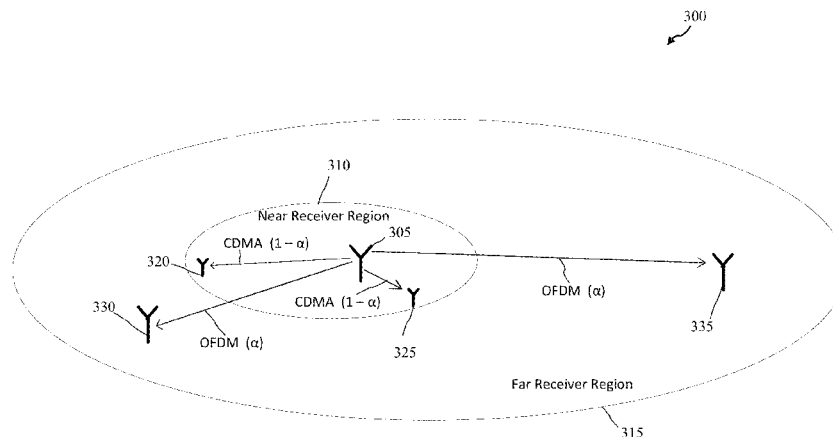 300
310
Near Receiver Region
305
CDMA (1 – α)
320
OFDM (α)
CDMA (1 – α)
330
335
OFDM (α)
325
Far Receiver Region
315